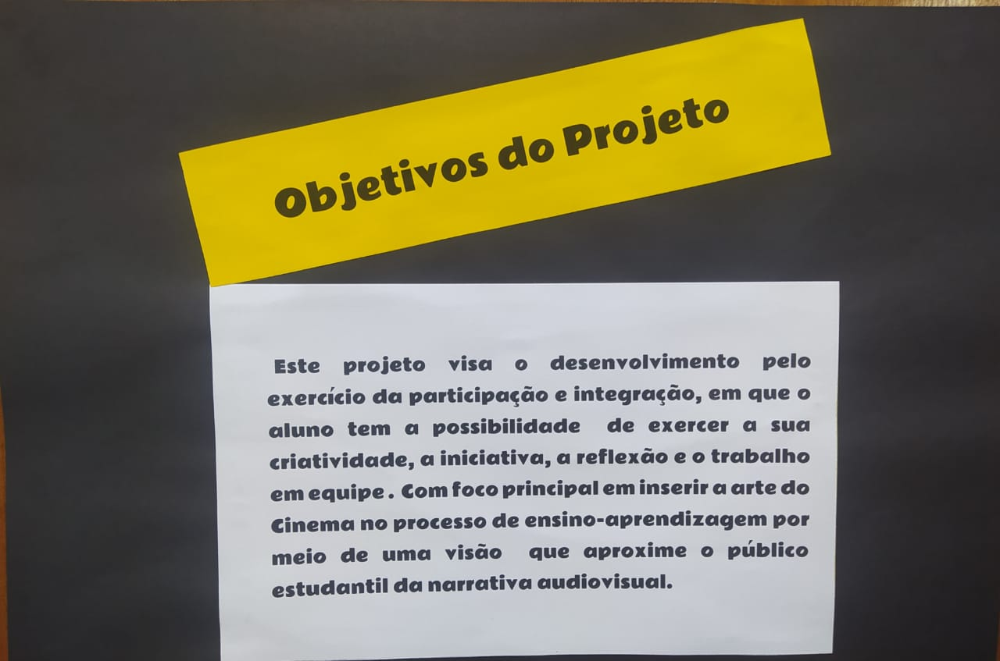 Objetivos do Projeto
Este projeto visa o desenvolvimento pelo
exercício da participação e integração, em que o
aluno tem a possibilidade de exercer a sua
criatividade, a iniciativa, a reflexão e o trabalho
em equipe. Com foco principal em inserir a arte do
Cinema no processo de ensino-aprendizagem por
meio de uma visão que aproxime o público
estudantil da narrativa audiovisual.